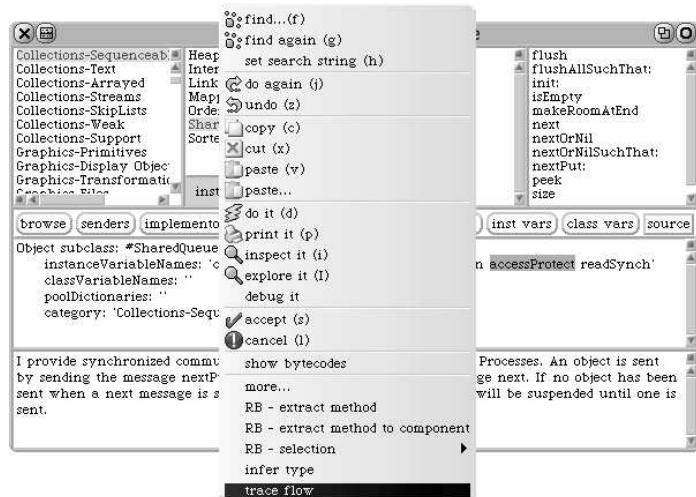 e
Collections-Sequenceabl
Collections-Text
Collections-Arrayed
Collections-Streams
Collections-SkipLists
Collections-Weak
Collections-Support
Graphics-Primitives
Graphics-Display Objec
Graphics-Transformatio
Graphics-Files
Heap
Inter
Link
Mapp
Orde
Shar
Sorte
inst
flush
flushAllSuchThat:
init:
isEmpty
makeRoomAtEnd
next
nextOrNil
nextOrNilSuchThat:
nextPut:
peek
size
browse senders implemento inst vars class vars source
Object subclass: #SharedQueue
instanceVariableNames: 'c n accessProtect readSynch'
classVariableNames: ''
poolDictionaries: ''
category: 'Collections-Sequ
I provide synchronized commu Processes. An object is sent
by sending the message nextP ge next. If no object has been
sent when a next message is s will be suspended until one is
sent.
find...(f)
find again (g)
set search string (h)
do again (j)
undo (z)
copy (c)
cut (x)
paste (v)
paste...
do it (d)
print it (p)
inspect it (i)
explore it (I)
debug it
accept (s)
cancel (l)
show bytecodes
more...
RB - extract method
RB - extract method to component
RB - selection
infer type
trace flow